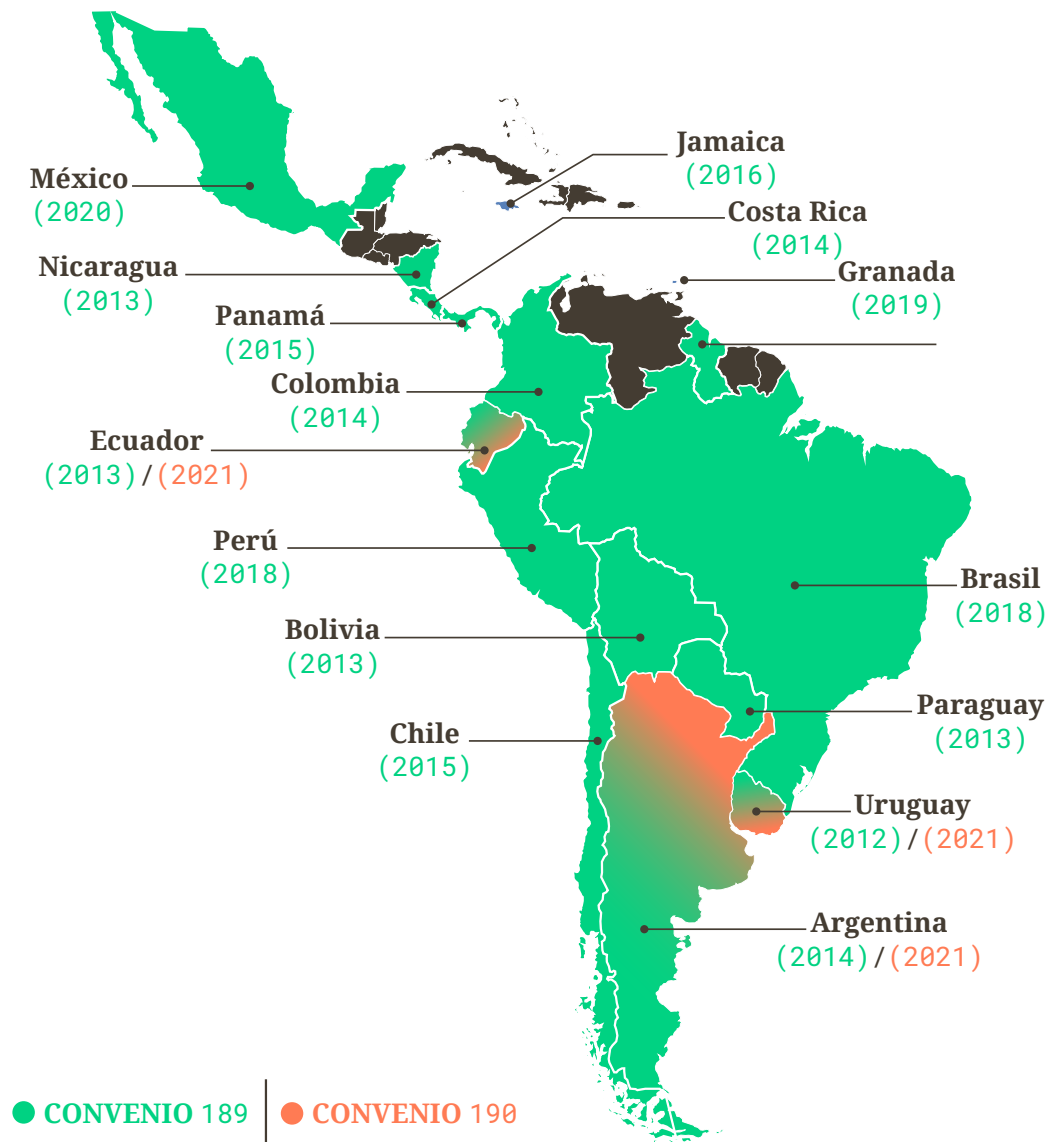 Jamaica
(2016)
México
(2020)
Costa Rica
(2014)
Nicaragua
(2013)
Granada
(2019)
Panamá
(2015)
Colombia
(2014)
Ecuador
(2013)/(2021)
Perú
(2018)
Brasil
(2018)
Bolivia
(2013)
Paraguay
(2013)
Chile
(2015)
Uruguay
(2012)/(2021)
Argentina
(2014)/(2021)
CONVENIO 189
CONVENIO 190